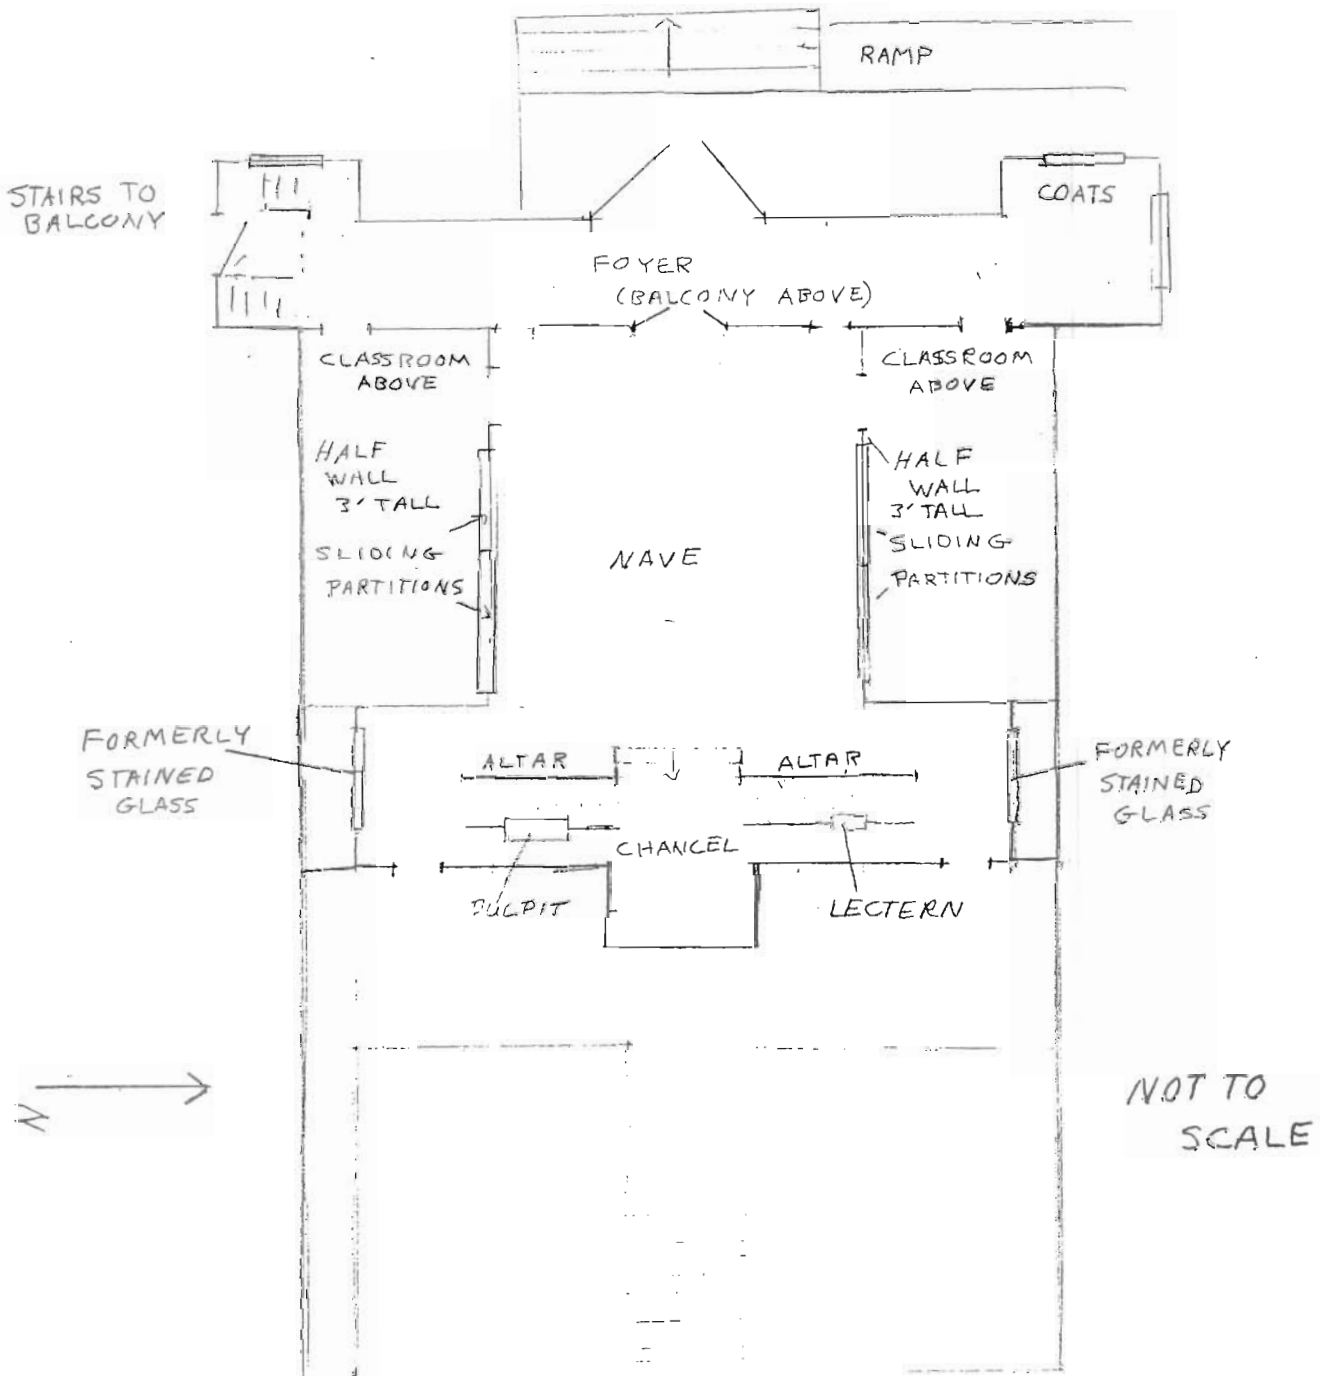 RAMP
STAIRS TO
BALCONY
COATS
FOYER
(BALCONY ABOVE)
CLASSROOM
ABOVE
CLASSROOM
ABOVE
HALF
WALL
3' TALL
SLIDING
PARTITIONS
NAVE
HALF
WALL
3' TALL
SLIDING
PARTITIONS
FORMERLY
STAINED
GLASS
ALTAR
ALTAR
FORMERLY
STAINED
GLASS
CHANCEL
PULPIT
LECTERN
N
NOT TO
SCALE